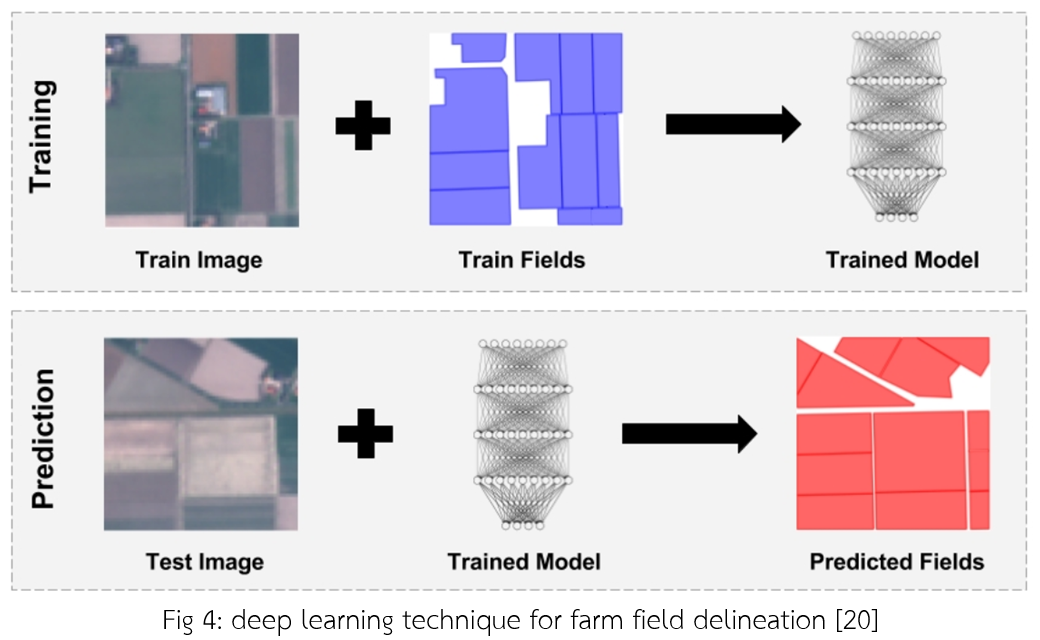 Training
Train Image
Train Fields
Trained Model
Prediction
Test Image
Trained Model
Predicted Fields
Fig 4: deep learning technique for farm field delineation [20]